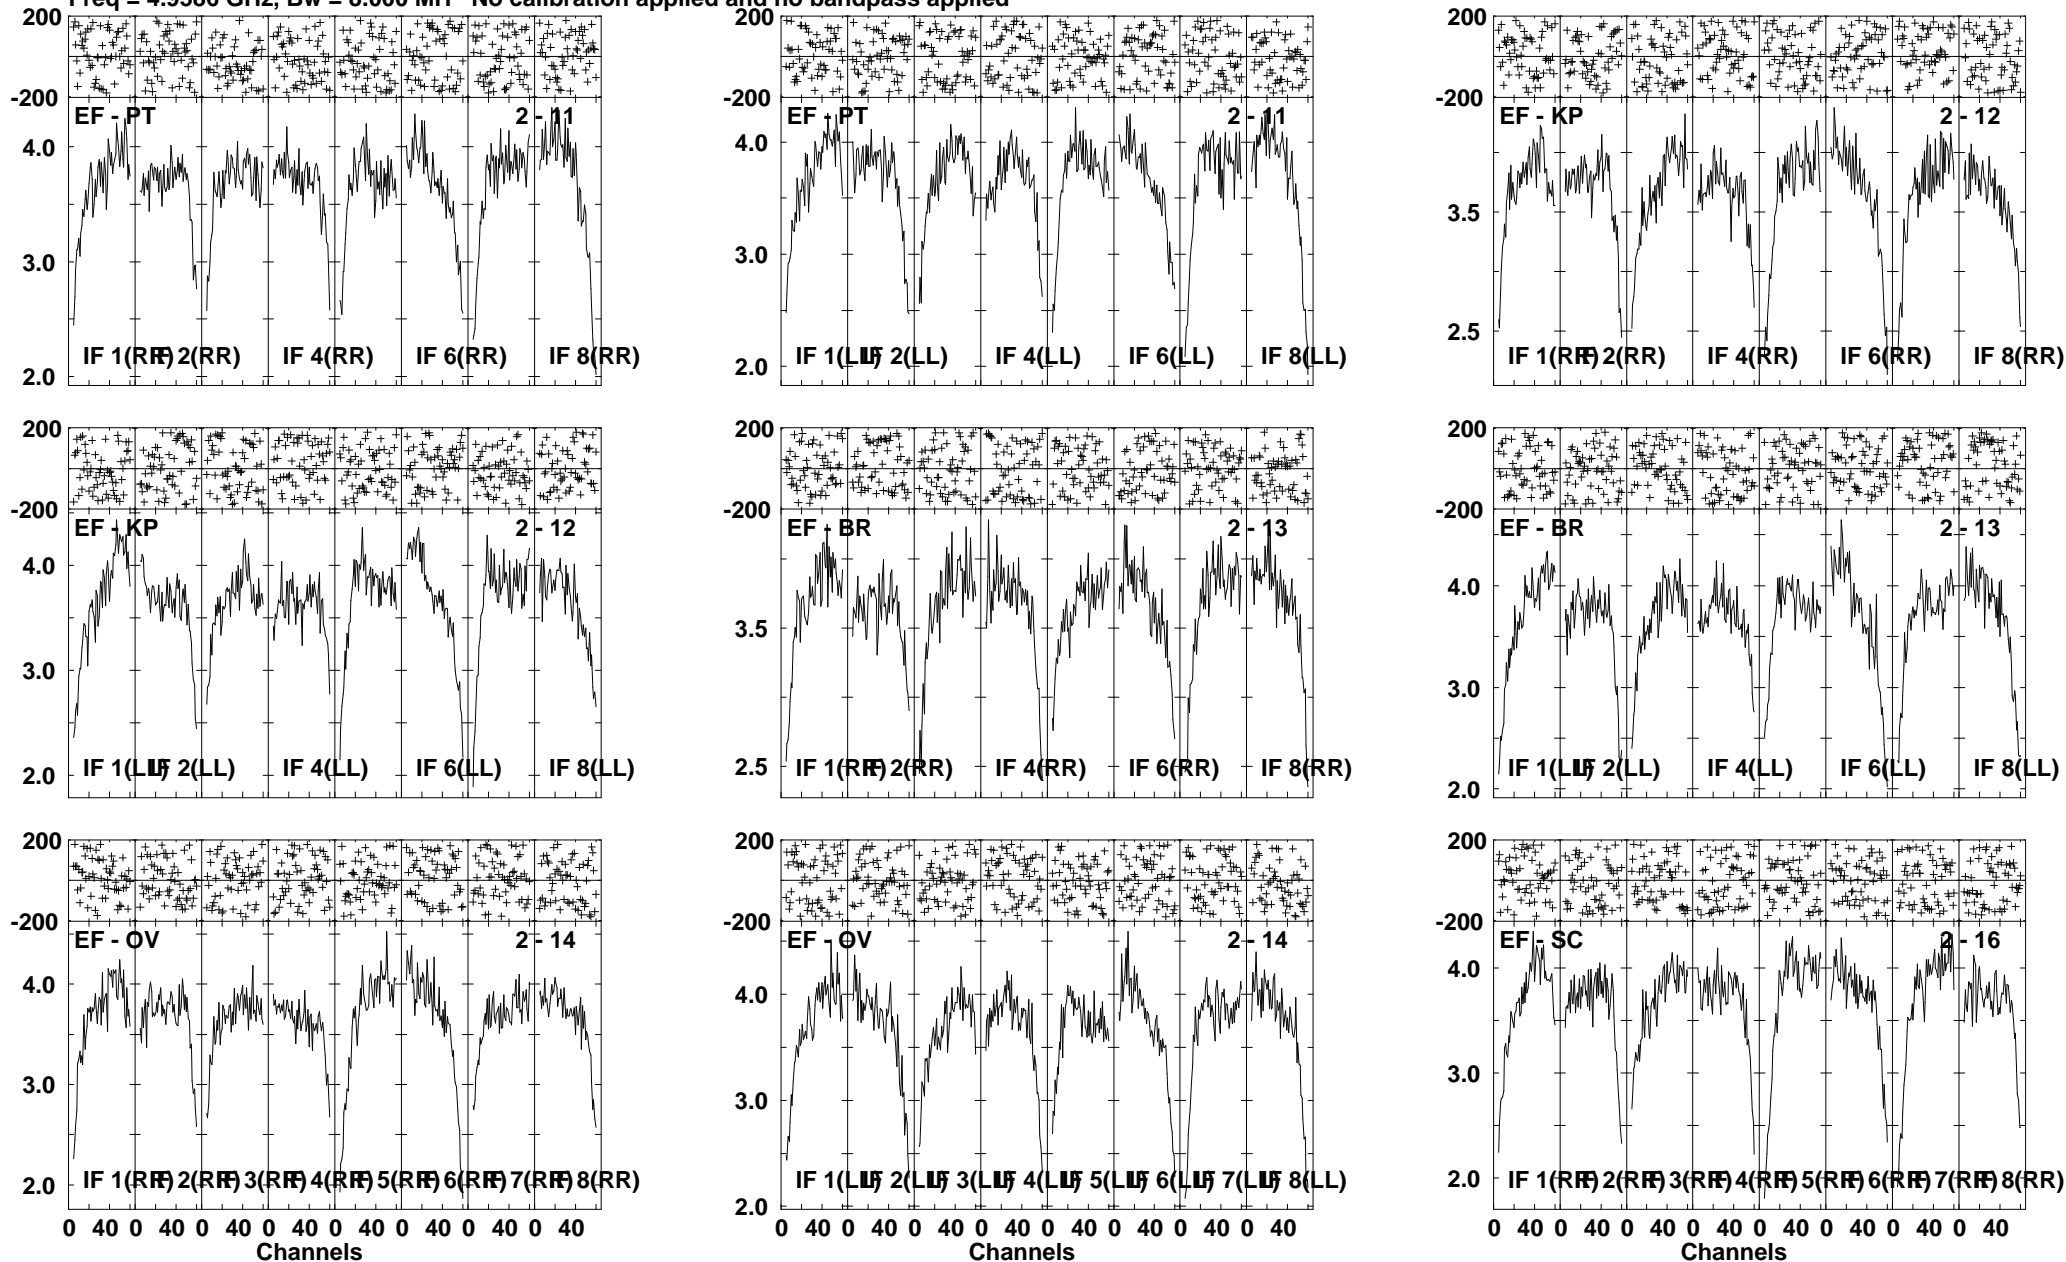 No calibration applied and no bandpass applied
200 200 200
-200 -200 -200
EF - PT 2 - 11 EF - PT 2 - 11 EF - KP 2 - 12
4.0 4.0
3.5
3.0 3.0
2.5
IF 1(RR) IF 2(RR) IF 4(RR) IF 6(RR) IF 8(RR) IF 1(LL) IF 2(LL) IF 4(LL) IF 6(LL) IF 8(LL) IF 1(RR) IF 2(RR) IF 4(RR) IF 6(RR) IF 8(RR)
2.0 2.0
200 200 200
-200 -200 -200
EF - KP 2 - 12 EF - BR 2 - 13 EF - BR 2 - 13
4.0 4.0
3.5
3.0 3.0
IF 1(LL) IF 2(LL) IF 4(LL) IF 6(LL) IF 8(LL) IF 1(RR) IF 2(RR) IF 4(RR) IF 6(RR) IF 8(RR) IF 1(LL) IF 2(LL) IF 4(LL) IF 6(LL) IF 8(LL)
2.0 2.5 2.0
200 200 200
-200 -200 -200
EF - OV 2 - 14 EF - OV 2 - 14 EF - SC 2 - 16
4.0 4.0 4.0
3.0 3.0 3.0
IF 1(RR) IF 2(RR) IF 3(RR) IF 4(RR) IF 5(RR) IF 6(RR) IF 7(RR) IF 8(RR) IF 1(LL) IF 2(LL) IF 3(LL) IF 4(LL) IF 5(LL) IF 6(LL) IF 7(LL) IF 8(LL) IF 1(RR) IF 2(RR) IF 3(RR) IF 4(RR) IF 5(RR) IF 6(RR) IF 7(RR) IF 8(RR)
2.0 2.0 2.0
0 40 0 40 0 40 0 40 0 40 0 40 0 40 0 40 0 40 0 40 0 40 0 40 0 40 0 40 0 40 0 40 0 40 0 40 0 40 0 40 0 40 0 40 0 40 0 40
Channels Channels